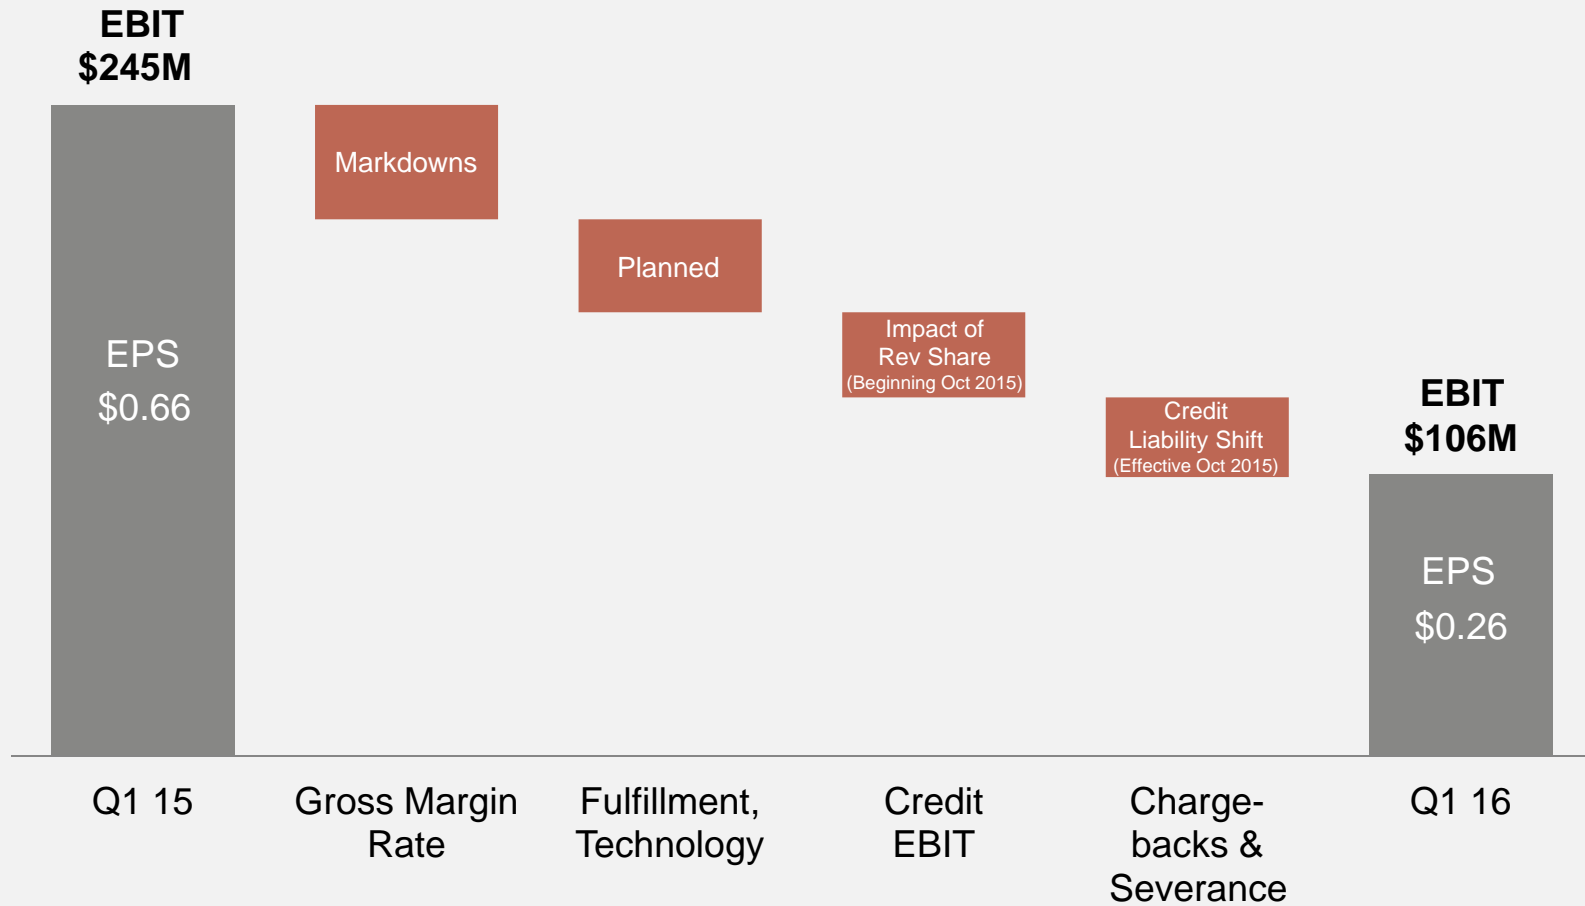 EBIT
$245M
Markdowns
Planned
EPS
$0.66
Impact of
Rev Share
(Beginning Oct 2015)
Credit
Liability Shift
(Effective Oct 2015)
EBIT
$106M
EPS
$0.26
Q1 15
Gross Margin
Rate
Fulfillment,
Technology
Credit
EBIT
Charge-
backs &
Severance
Q1 16